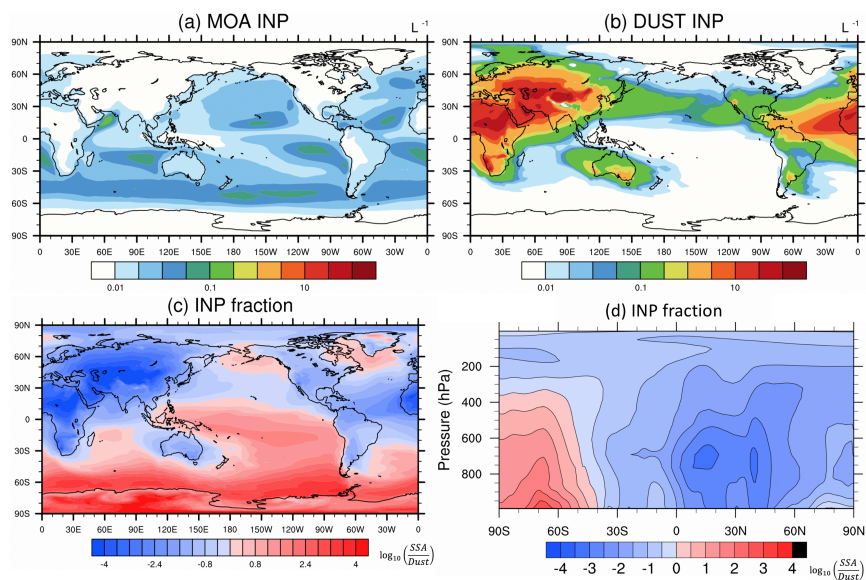 (a) MOA INP
L -1
90N
60N
30N
0
30S
60S
90S
0 30E 60E 90E 120E 150E 180 150W 120W 90W 60W 30W 0
0.01 0.1 10
(b) DUST INP
L -1
90N
60N
30N
0
30S
60S
90S
0 30E 60E 90E 120E 150E 180 150W 120W 90W 60W 30W 0
0.01 0.1 10
(c) INP fraction
90N
60N
30N
0
30S
60S
90S
0 30E 60E 90E 120E 150E 180 150W 120W 90W 60W 30W 0
-4 -2.4 -0.8 0.8 2.4 4
log10(SSA/Dust)
(d) INP fraction
Pressure (hPa)
200
400
600
800
90S 60S 30S 0 30N 60N 90N
-4 -3 -2 -1 0 1 2 3 4
log10(SSA/Dust)